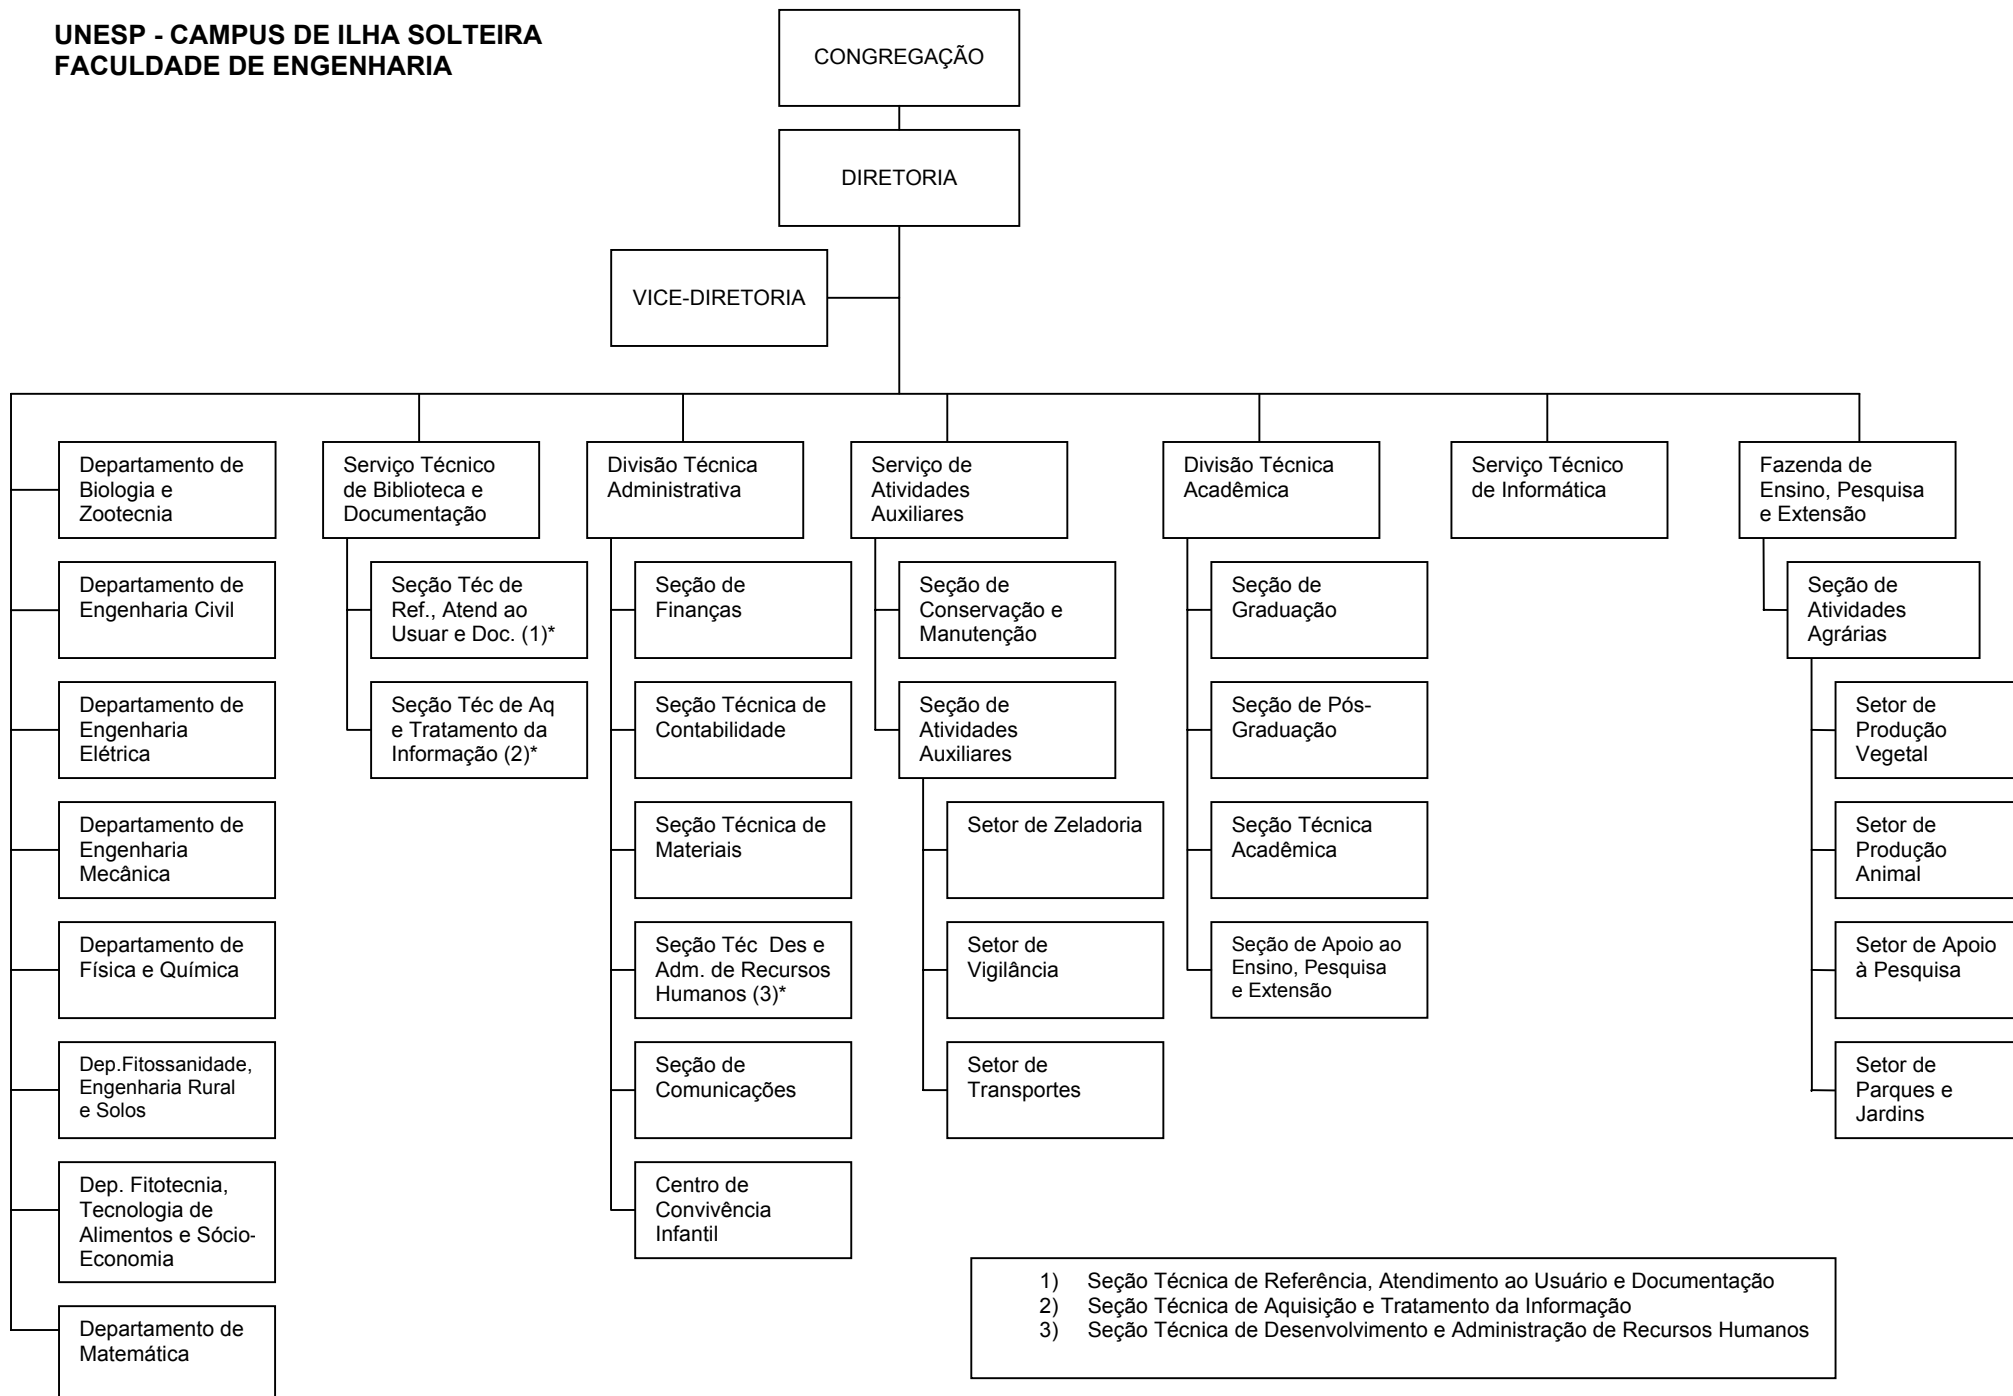 UNESP - CAMPUS DE ILHA SOLTEIRA
FACULDADE DE ENGENHARIA
CONGREGAÇÃO
DIRETORIA
VICE-DIRETORIA
Departamento de
Biologia e
Zootecnia
Departamento de
Engenharia Civil
Departamento de
Engenharia
Elétrica
Departamento de
Engenharia
Mecânica
Departamento de
Física e Química
Dep.Fitossanidade,
Engenharia Rural
e Solos
Dep. Fitotecnia,
Tecnologia de
Alimentos e Sócio-
Economia
Departamento de
Matemática
Serviço Técnico
de Biblioteca e
Documentação
Seção Téc de
Ref., Atend ao
Usuar e Doc. (1)*
Seção Téc de Aq
e Tratamento da
Informação (2)*
Divisão Técnica
Administrativa
Seção de
Finanças
Seção Técnica de
Contabilidade
Seção Técnica de
Materiais
Seção Téc  Des e
Adm. de Recursos
Humanos (3)*
Seção de
Comunicações
Centro de
Convivência
Infantil
Serviço de
Atividades
Auxiliares
Seção de
Conservação e
Manutenção
Seção de
Atividades
Auxiliares
Setor de Zeladoria
Setor de
Vigilância
Setor de
Transportes
Divisão Técnica
Acadêmica
Seção de
Graduação
Seção de Pós-
Graduação
Seção Técnica
Acadêmica
Seção de Apoio ao
Ensino, Pesquisa
e Extensão
Serviço Técnico
de Informática
Fazenda de
Ensino, Pesquisa
e Extensão
Seção de
Atividades
Agrárias
Setor de
Produção
Vegetal
Setor de
Produção
Animal
Setor de Apoio
à Pesquisa
Setor de
Parques e
Jardins
1) Seção Técnica de Referência, Atendimento ao Usuário e Documentação
2) Seção Técnica de Aquisição e Tratamento da Informação
3) Seção Técnica de Desenvolvimento e Administração de Recursos Humanos